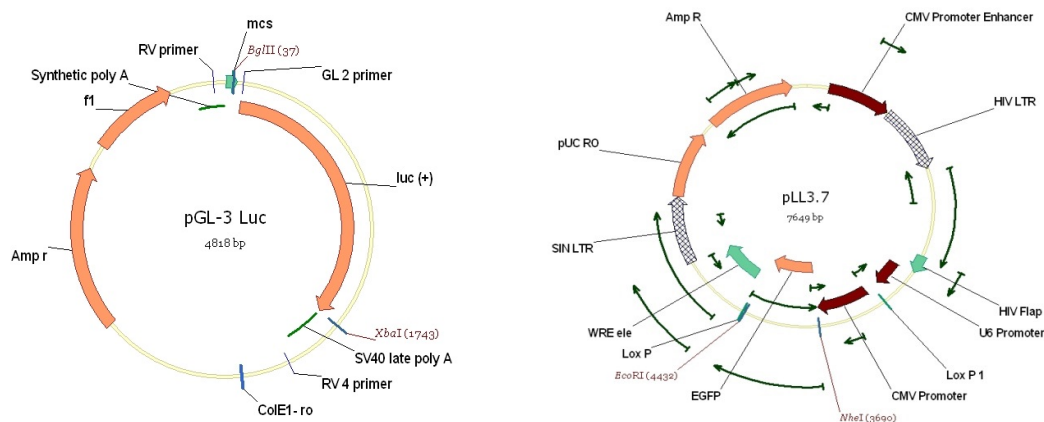 mcs
BglII (37)
RV primer
GL 2 primer
Synthetic poly A
f1
luc (+)
pGL-3 Luc
4818 bp
Amp r
XbaI (1743)
SV40 late poly A
RV 4 primer
ColE1- ro
Amp R
CMV Promoter Enhancer
HIV LTR
pUC RO
pLL3.7
7649 bp
SIN LTR
HIV Flap
WRE ele
U6 Promoter
Lox P
EcoRI (4432)
Lox P 1
EGFP
CMV Promoter
NheI (3690)